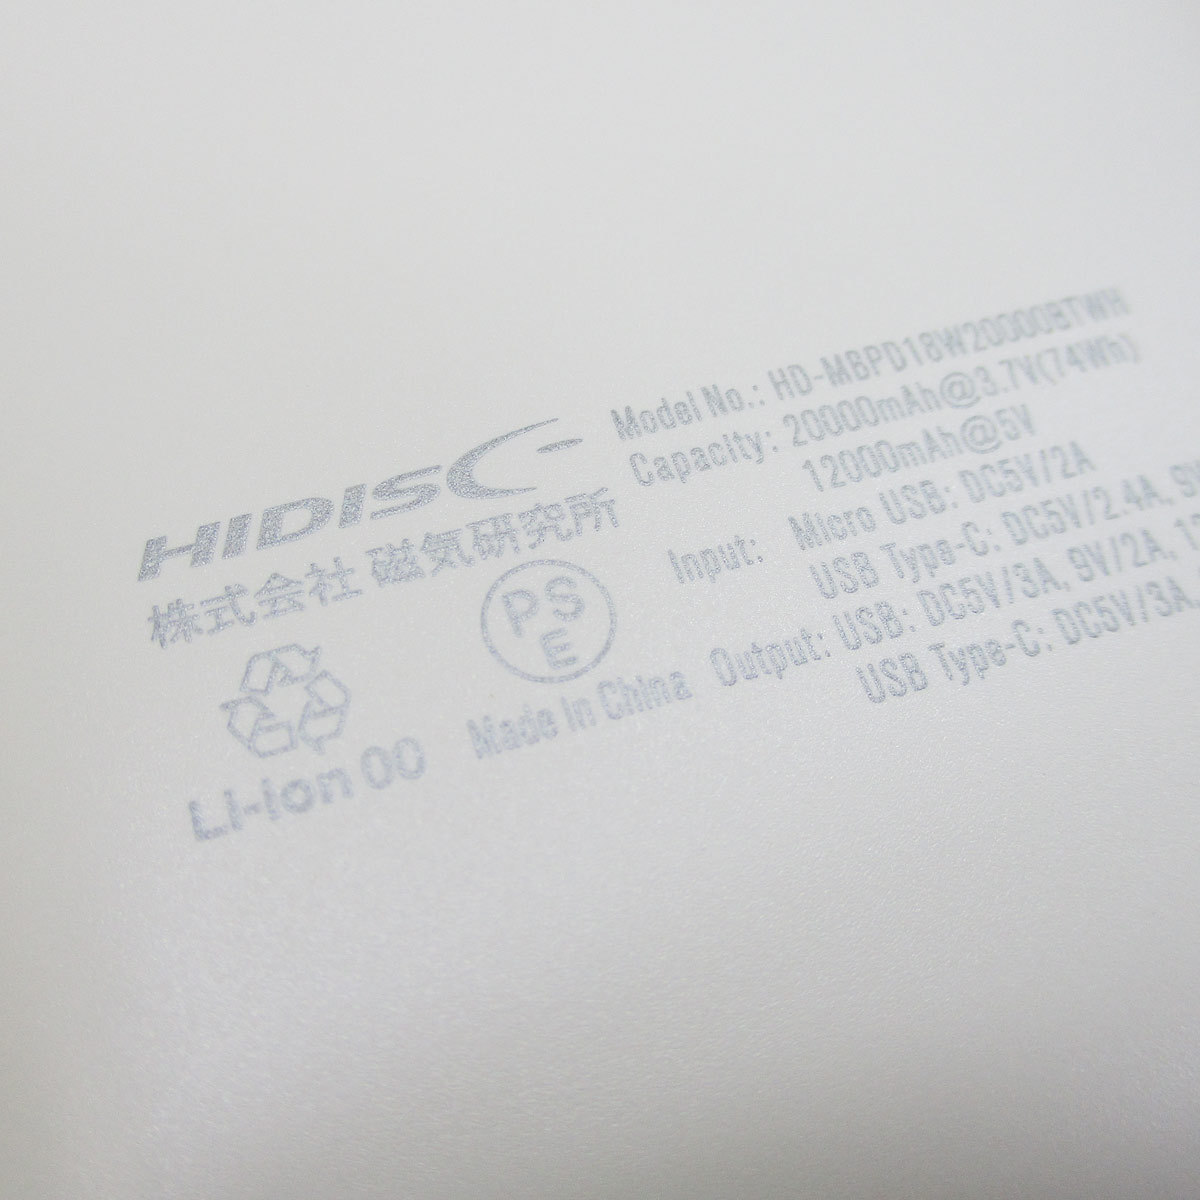 HIDISC
株式会社 磁気研究所
PSE
Li-ion 00
Made in China
Model No.: HD-MBPD18W20000BTWH
Capacity: 20000mAh@3.7V(74Wh)
12000mAh@5V
Input: Micro USB: DC5V/2A
USB Type-C: DC5V/2.4A, 9V
Output: USB: DC5V/3A, 9V/2A, 1
USB Type-C: DC5V/3A,